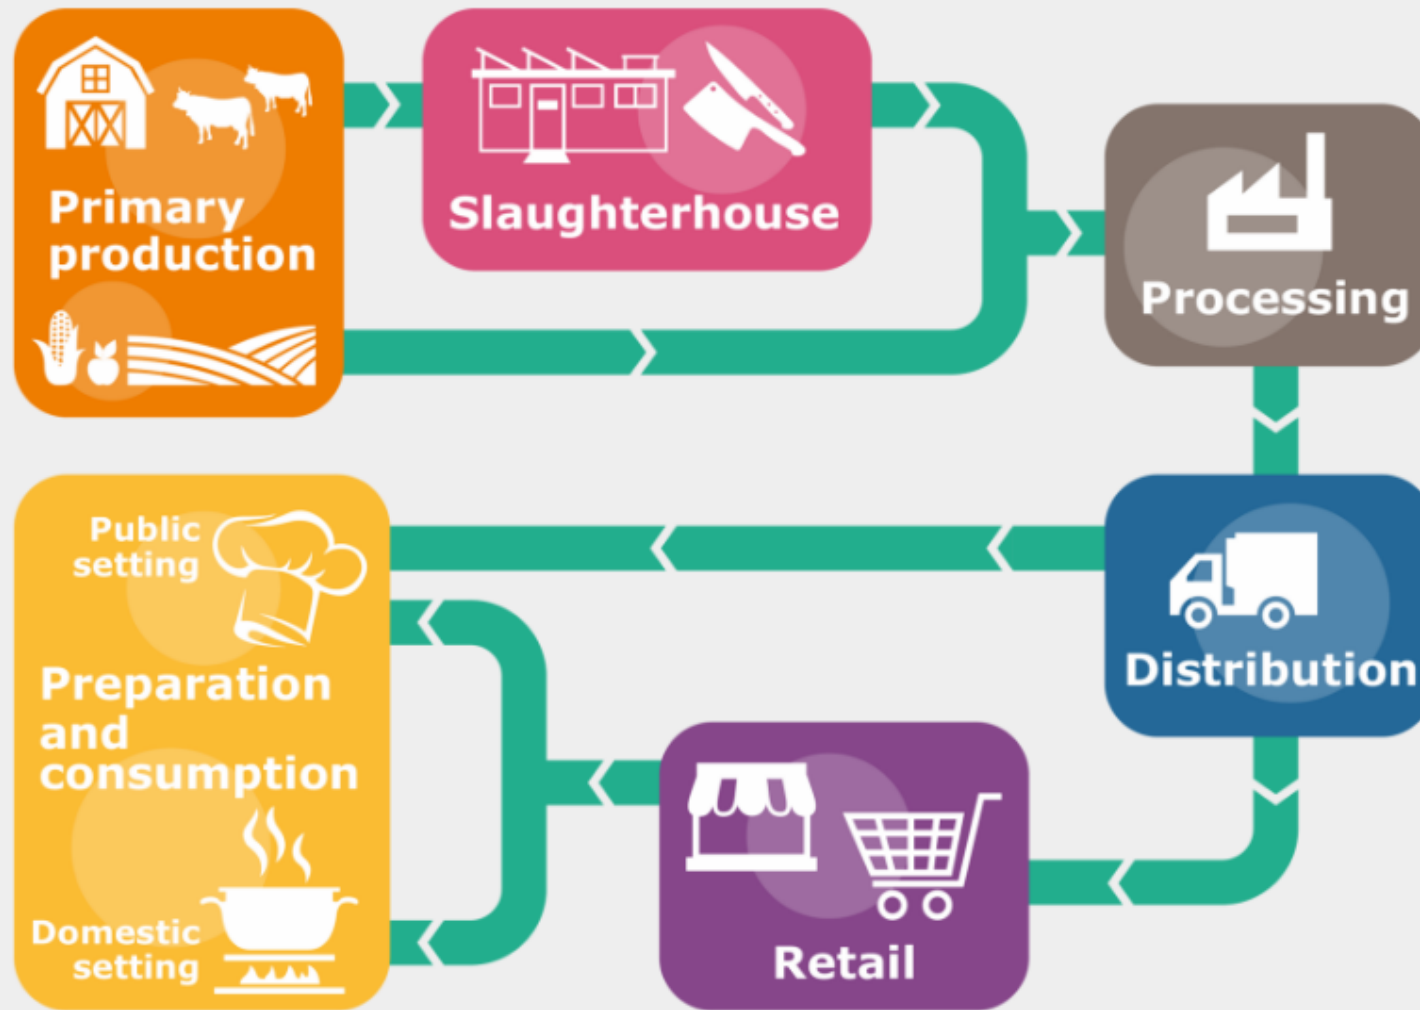 Primary
production
Slaughterhouse
Processing
Distribution
Retail
Public
setting
Preparation
and
consumption
Domestic
setting